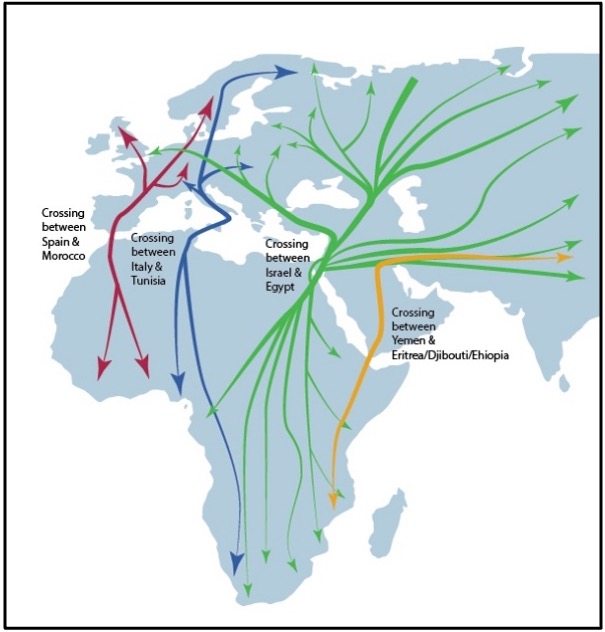 Crossing
between
Spain &
Morocco
Crossing
between
Italy &
Tunisia
Crossing
between
Israel &
Egypt
Crossing
between
Yemen &
Eritrea/Djibouti/Ehiopia